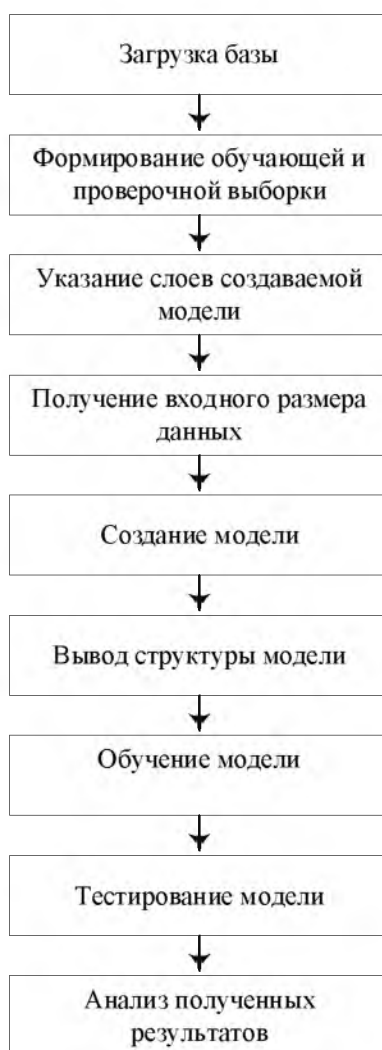 Загрузка базы
Формирование обучающей и
проверочной выборки
Указание слоев создаваемой
модели
Получение входного размера
данных
Создание модели
Вывод структуры модели
Обучение модели
Тестирование модели
Анализ полученных
результатов